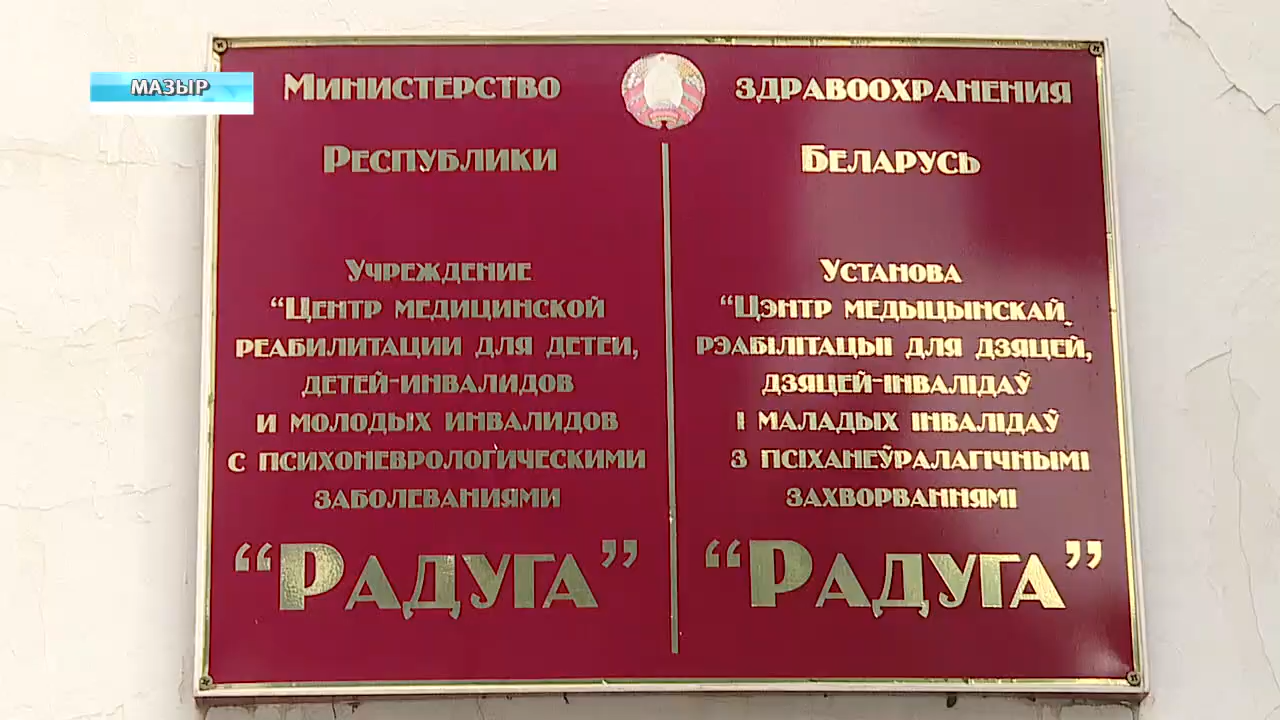 МАЗЫР
Министерство здравоохранения
Республики Беларусь
Учреждение
“Центр медицинской
реабилитации для детей,
детей-инвалидов
и молодых инвалидов
с психоневрологическими
заболеваниями
“Радуга”
Установа
“Цэнтр медыцынскай
рэабілітацыі для дзяцей,
дзяцей-інвалідаў
і маладых інвалідаў
з псіханеўралагічнымі
захворваннямі
“Радуга”